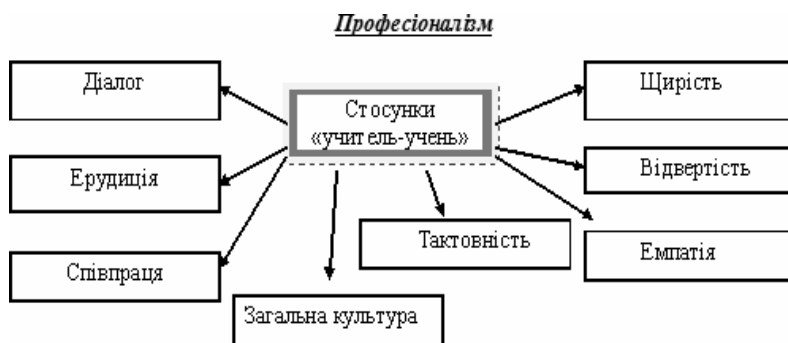 Професіоналізм
Діалог
Стосунки
«учитель-учень»
Щирість
Ерудиція
Відвертість
Тактовність
Емпатія
Співпраця
Загальна культура